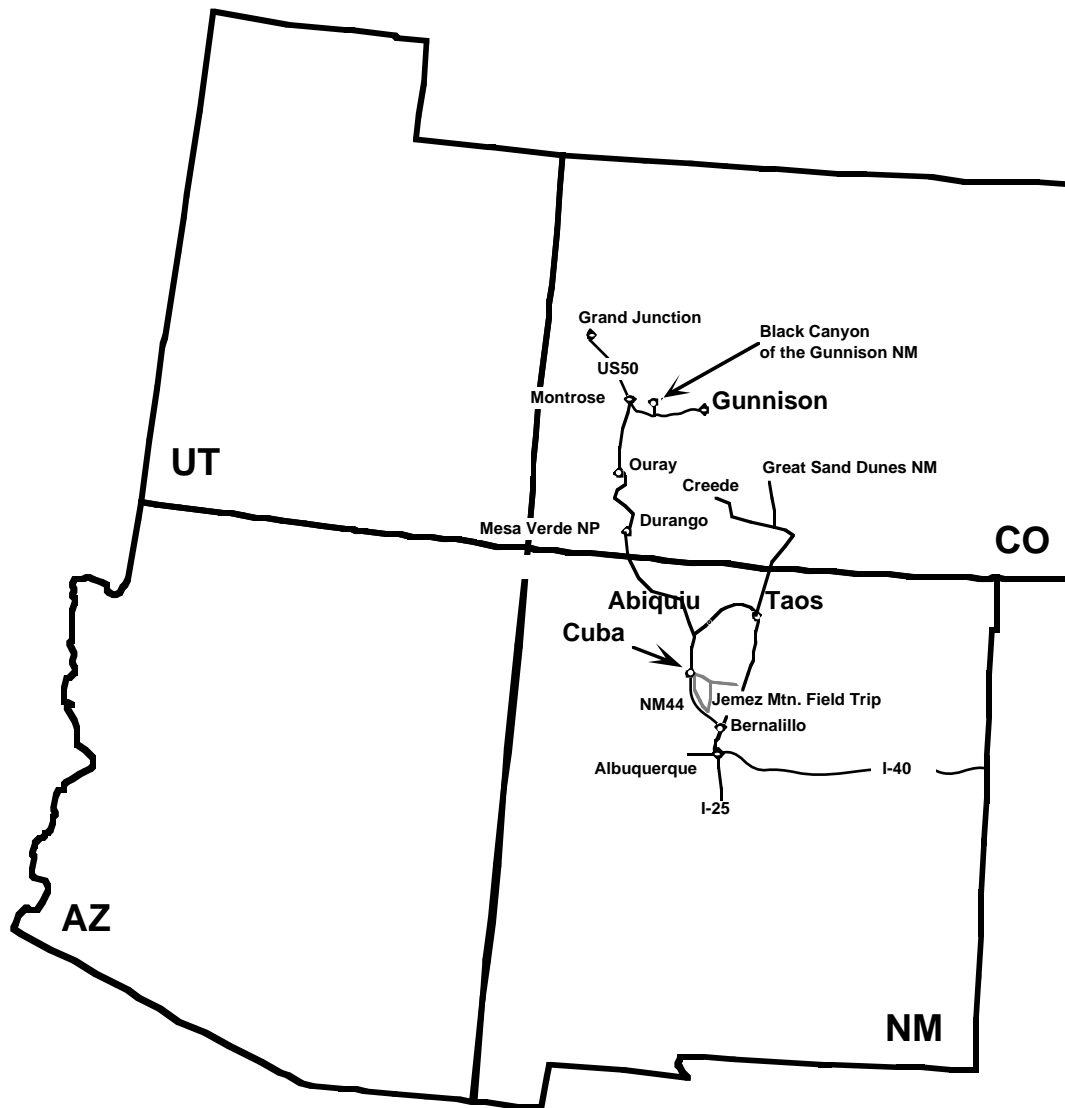 Grand Junction
Black Canyon
of the Gunnison NM
US50
Montrose
Gunnison
UT
Ouray
Great Sand Dunes NM
Creede
Mesa Verde NP
Durango
CO
Abiquiu
Taos
Cuba
NM44
Jemez Mtn. Field Trip
Bernalillo
Albuquerque
I-40
I-25
AZ
NM